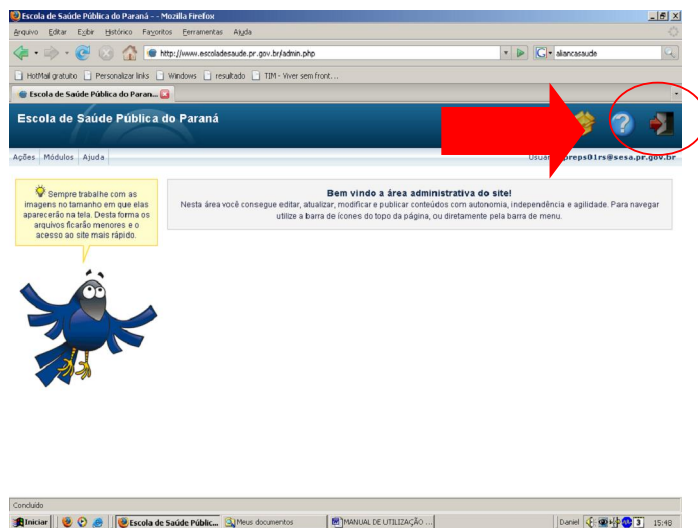 Escola de Saúde Pública do Paraná - - Mozilla Firefox
Arquivo Editar Exibir Histórico Favoritos Ferramentas Ajuda
http://www.escoladesaude.pr.gov.br/admin.php
aliancasaude
HotMail gratuito Personalizar links Windows resultado TIM - Viver sem front...
Escola de Saúde Pública do Paran...
Escola de Saúde Pública do Paraná
Ações Módulos Ajuda
preps01rs@sesa.pr.gov.br
Sempre trabalhe com as
imagens no tamanho em que elas
aparecerão na tela. Desta forma os
arquivos ficarão menores e o
acesso ao site mais rápido.
Bem vindo a área administrativa do site!
Nesta área você consegue editar, atualizar, modificar e publicar conteúdos com autonomia, independência e agilidade. Para navegar
utilize a barra de ícones do topo da página, ou diretamente pela barra de menu.
Concluído
Iniciar Escola de Saúde Públic... Meus documentos MANUAL DE UTILIZAÇÃO ... Daniel 3 15:48